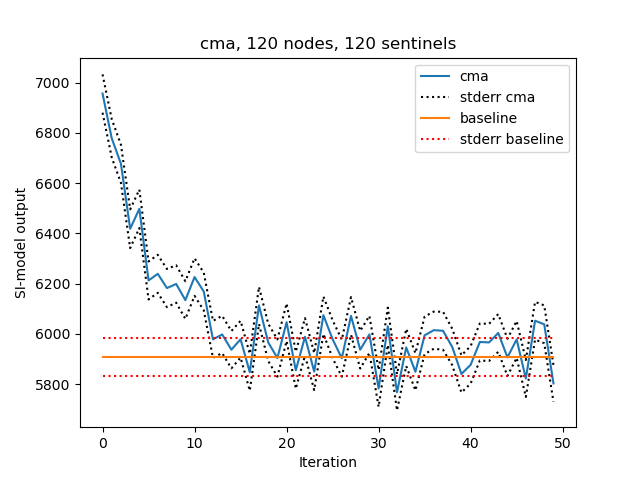 cma, 120 nodes, 120 sentinels
7000
6800
6600
6400
6200
6000
5800
SI-model output
cma
stderr cma
baseline
stderr baseline
0 10 20 30 40 50
Iteration